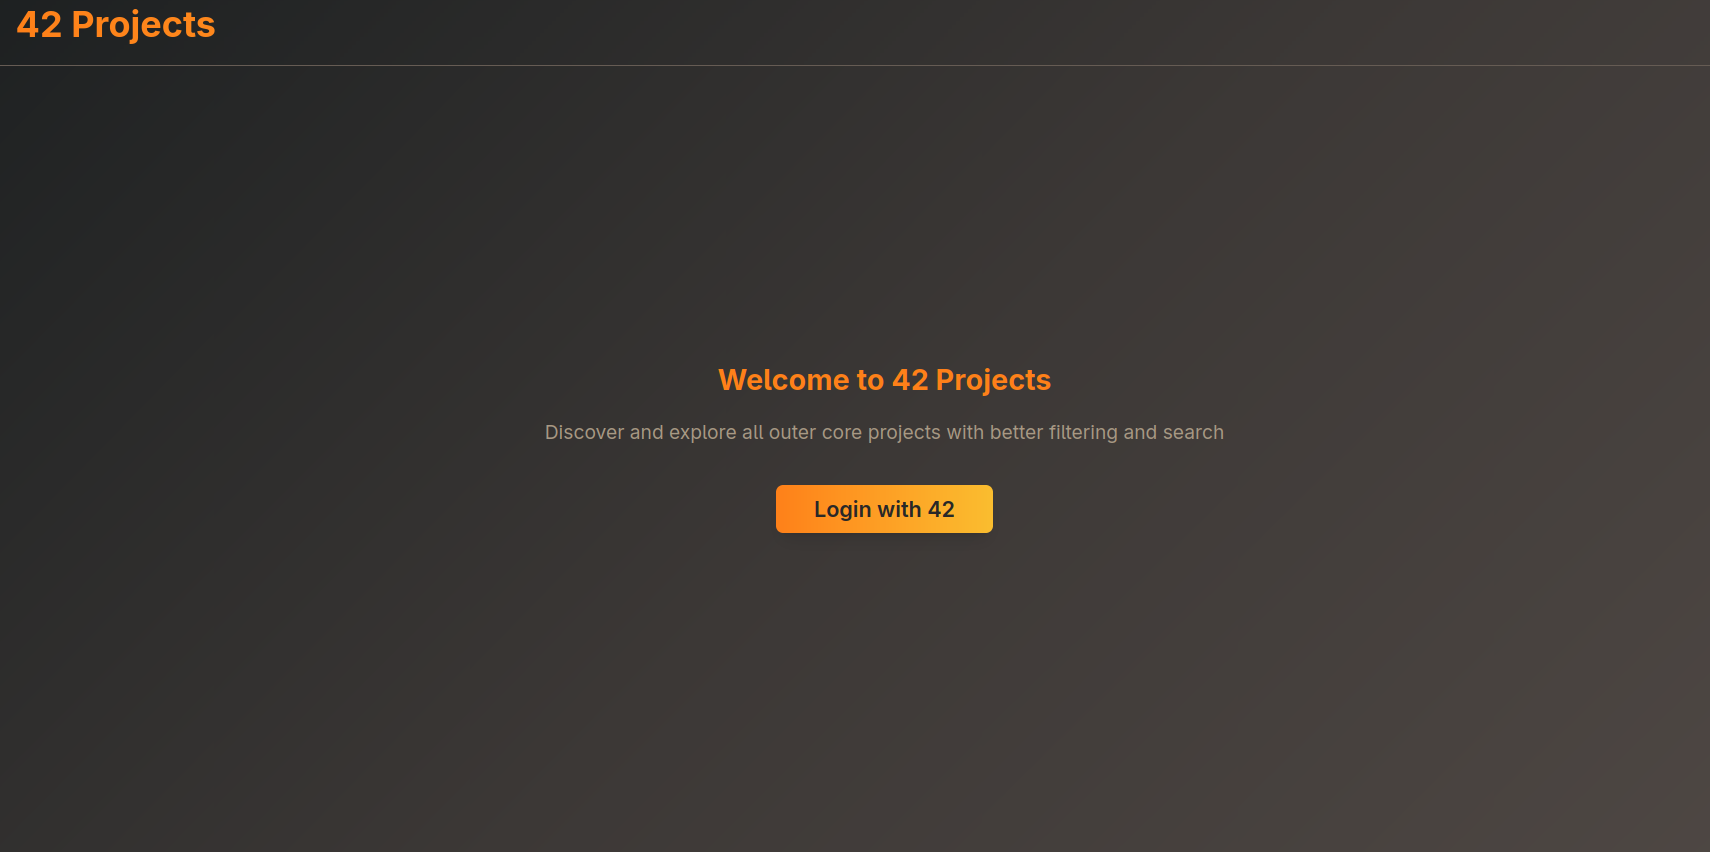 42 Projects
Welcome to 42 Projects
Discover and explore all outer core projects with better filtering and search
Login with 42